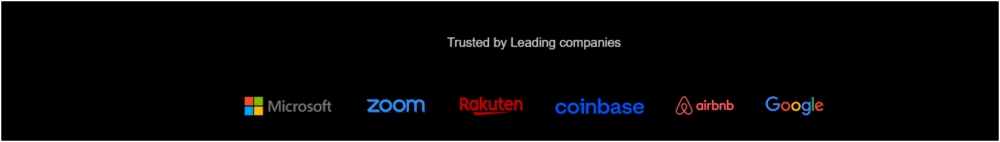 Trusted by Leading companies
Microsoft zoom Rakuten coinbase airbnb Google